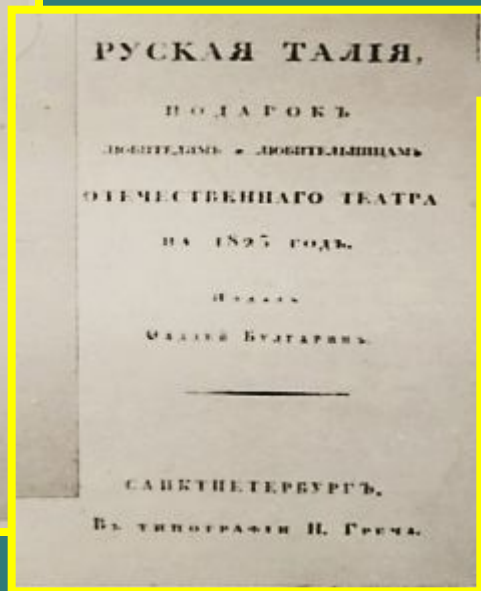 РУСКАЯ ТАЛІЯ,
ПОДАРОКЪ
ЛЮБИТЕЛЯМЪ и ЛЮБИТЕЛЬНИЦАМЪ
ОТЕЧЕСТВЕННАГО ТЕАТРА
НА 1825 ГОДЪ.
Издалъ
Ѳаддей Булгаринъ.
САНКТПЕТЕРБУРГЪ,
Въ типографіи Н. Греча.